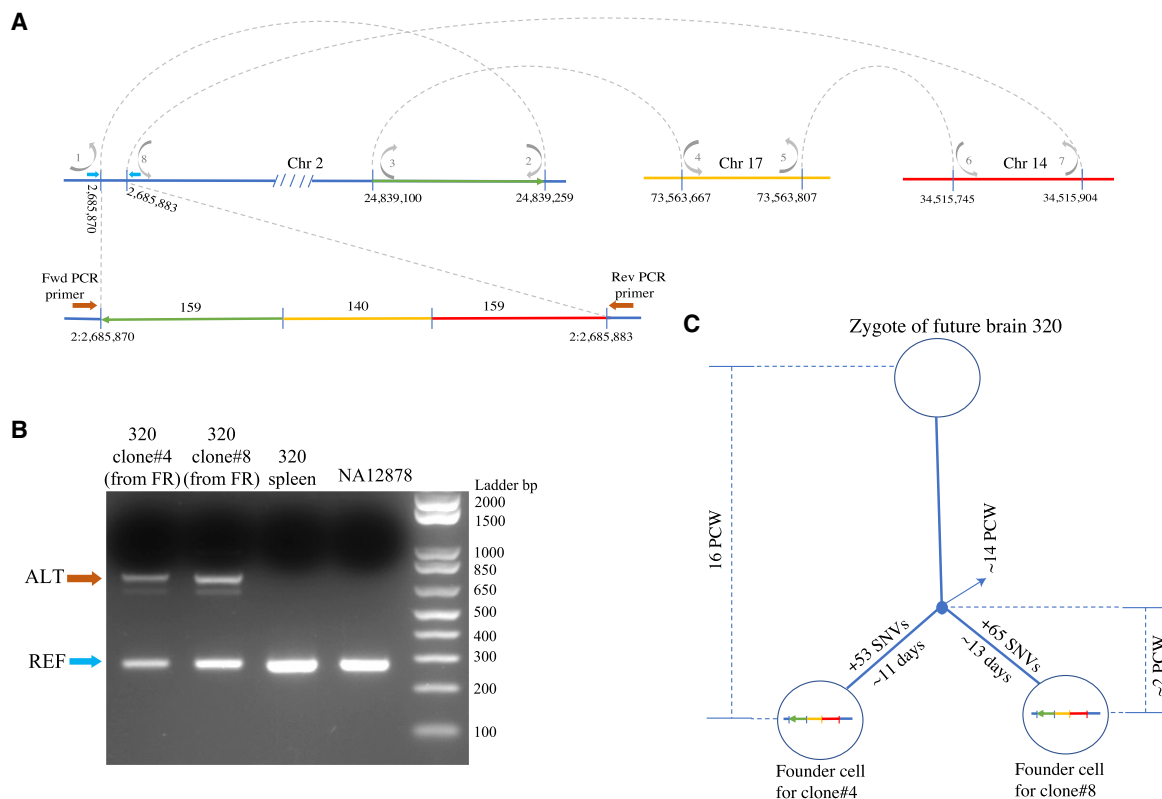 A
1
8
Chr 2
3
2
4
Chr 17
5
6
Chr 14
7
2,685,870
2,685,883
24,839,100
24,839,259
73,563,667
73,563,807
34,515,745
34,515,904
Fwd PCR
primer
159
140
159
Rev PCR
primer
2:2,685,870
2:2,685,883
B
320
clone#4
(from FR)
320
clone#8
(from FR)
320
spleen
NA12878
Ladder bp
2000
1500
1000
850
650
500
400
300
200
100
ALT
REF
C
Zygote of future brain 320
16 PCW
~14 PCW
+53 SNVs
~11 days
+65 SNVs
~13 days
~2 PCW
Founder cell
for clone#4
Founder cell
for clone#8